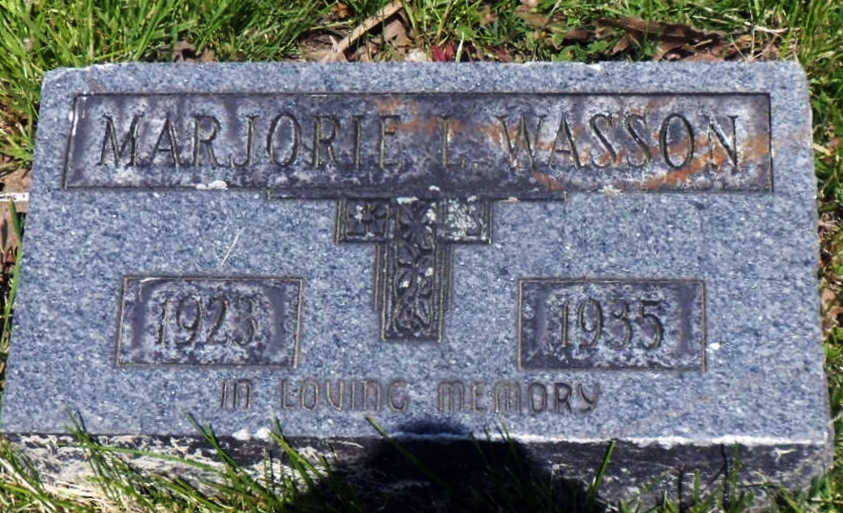 MARJORIE L. WASSON
1923 1935
IN LOVING MEMORY